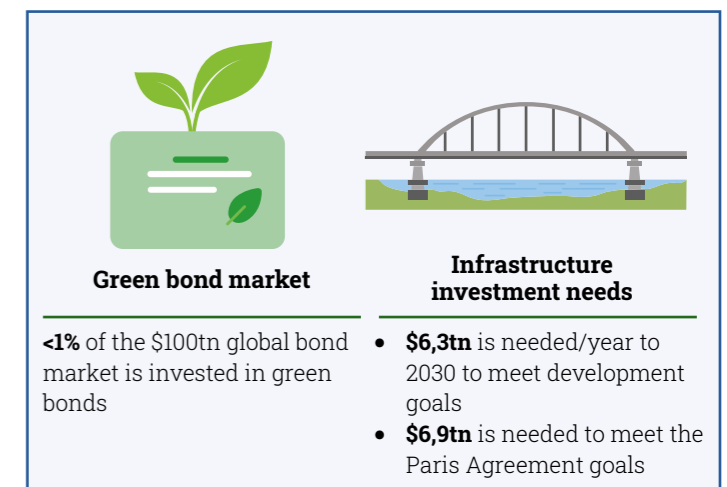 Green bond market
<1% of the $100tn global bond
market is invested in green
bonds
Infrastructure
investment needs
• $6,3tn is needed/year to
2030 to meet development
goals
• $6,9tn is needed to meet the
Paris Agreement goals